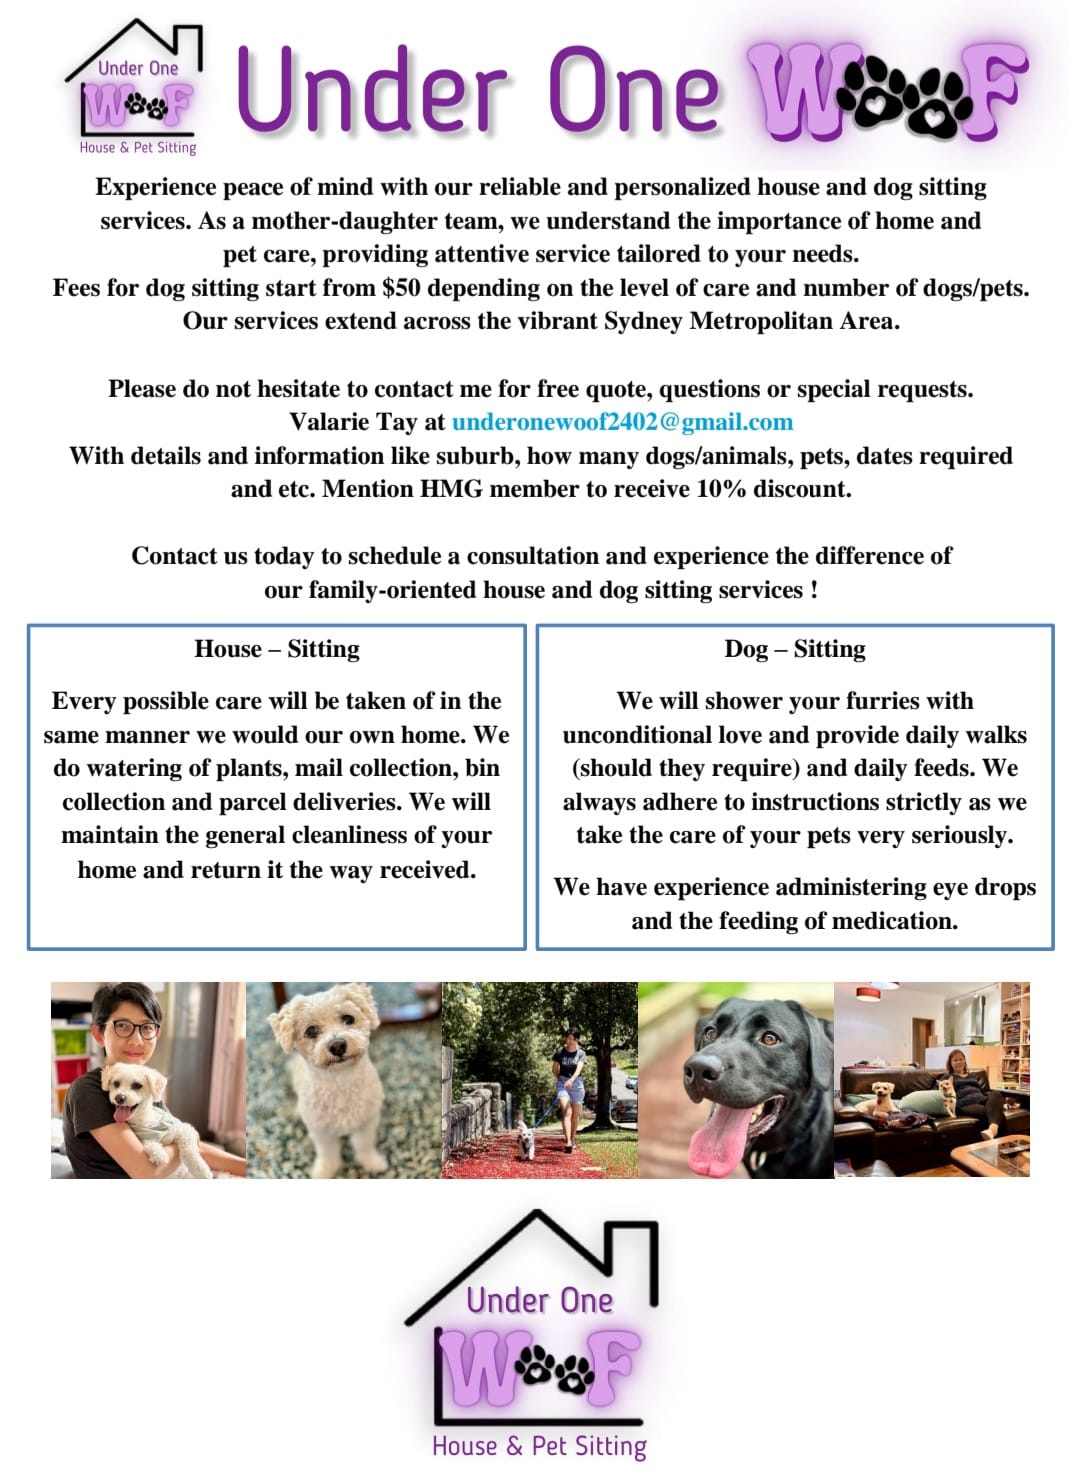 Under One
WOOF
House & Pet Sitting
Under One WOOF
Experience peace of mind with our reliable and personalized house and dog sitting
services. As a mother-daughter team, we understand the importance of home and
pet care, providing attentive service tailored to your needs.
Fees for dog sitting start from $50 depending on the level of care and number of dogs/pets.
Our services extend across the vibrant Sydney Metropolitan Area.
Please do not hesitate to contact me for free quote, questions or special requests.
Valarie Tay at underonewoof2402@gmail.com
With details and information like suburb, how many dogs/animals, pets, dates required
and etc. Mention HMG member to receive 10% discount.
Contact us today to schedule a consultation and experience the difference of
our family-oriented house and dog sitting services !
House – Sitting
Every possible care will be taken of in the
same manner we would our own home. We
do watering of plants, mail collection, bin
collection and parcel deliveries. We will
maintain the general cleanliness of your
home and return it the way received.
Dog – Sitting
We will shower your furries with
unconditional love and provide daily walks
(should they require) and daily feeds. We
always adhere to instructions strictly as we
take the care of your pets very seriously.
We have experience administering eye drops
and the feeding of medication.
Under One
WOOF
House & Pet Sitting